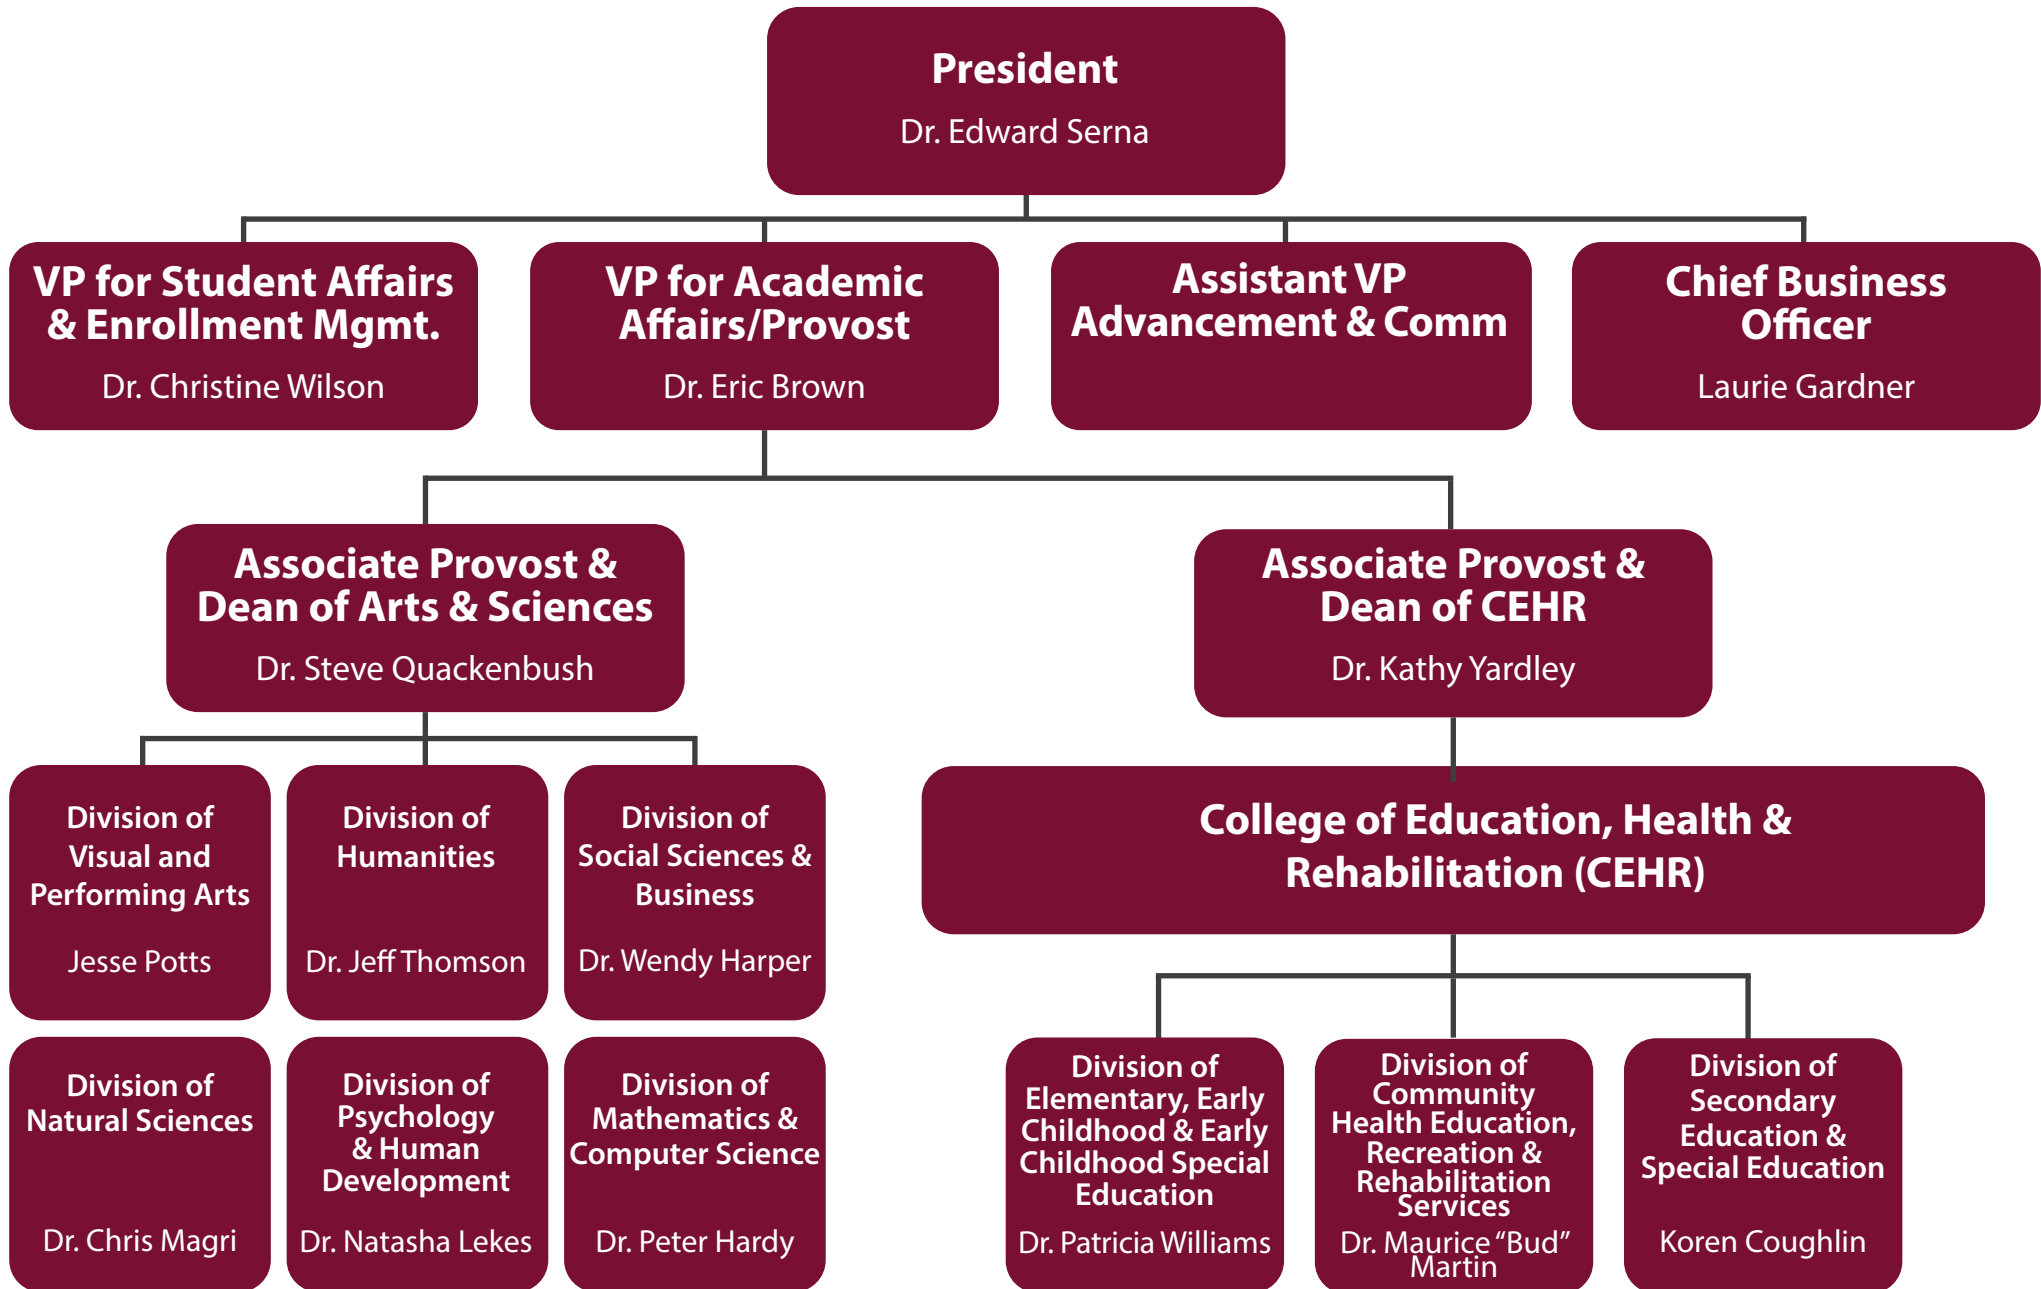 President
Dr. Edward Serna
VP for Student Affairs
& Enrollment Mgmt.
Dr. Christine Wilson
VP for Academic
Affairs/Provost
Dr. Eric Brown
Assistant VP
Advancement & Comm
Chief Business
Officer
Laurie Gardner
Associate Provost &
Dean of Arts & Sciences
Dr. Steve Quackenbush
Associate Provost &
Dean of CEHR
Dr. Kathy Yardley
Division of
Visual and
Performing Arts
Jesse Potts
Division of
Humanities
Dr. Jeff Thomson
Division of
Social Sciences &
Business
Dr. Wendy Harper
College of Education, Health &
Rehabilitation (CEHR)
Division of
Natural Sciences
Dr. Chris Magri
Division of
Psychology
& Human
Development
Dr. Natasha Lekes
Division of
Mathematics &
Computer Science
Dr. Peter Hardy
Division of
Elementary, Early
Childhood & Early
Childhood Special
Education
Dr. Patricia Williams
Division of
Community
Health Education,
Recreation &
Rehabilitation
Services
Dr. Maurice “Bud”
Martin
Division of
Secondary
Education &
Special Education
Koren Coughlin